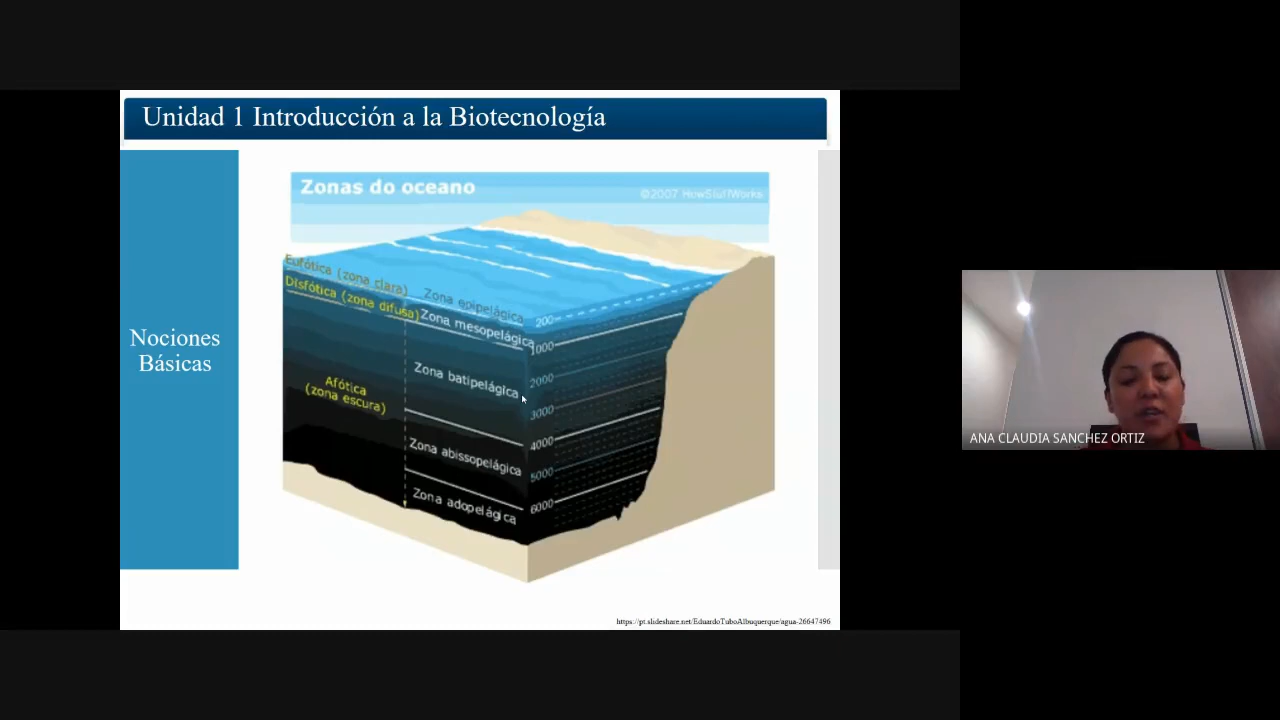 Unidad 1 Introducción a la Biotecnología
Nociones
Básicas
Zonas do oceano
©2007 HowStuffWorks
Eufótica (zona clara)
Zona epipelágica
200
Disfótica (zona difusa)
Zona mesopelágica
1000
Zona batipelágica
2000
Afótica
(zona escura)
3000
4000
Zona abissopelágica
5000
Zona adopelágica
6000
https://pt.slideshare.net/EduardoTuboAlbuquerque/agua-26647496
ANA CLAUDIA SANCHEZ ORTIZ